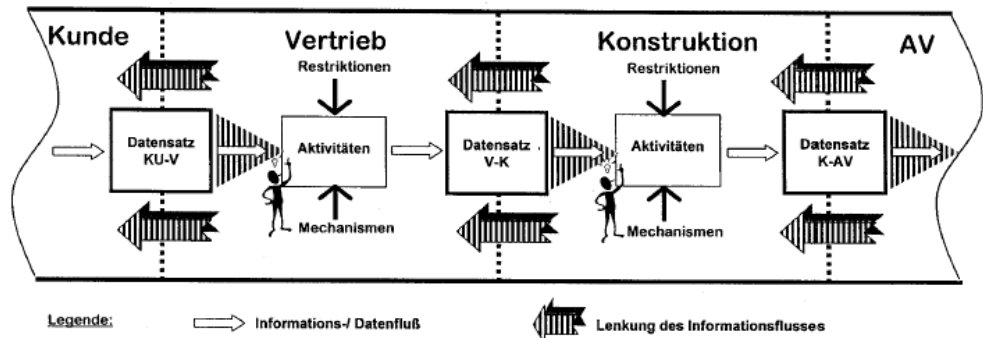 Kunde
Vertrieb
Konstruktion
AV
Restriktionen
Restriktionen
Datensatz
KU-V
Aktivitäten
Datensatz
V-K
Aktivitäten
Datensatz
K-AV
Mechanismen
Mechanismen
Legende:
Informations-/ Datenfluß
Lenkung des Informationsflusses